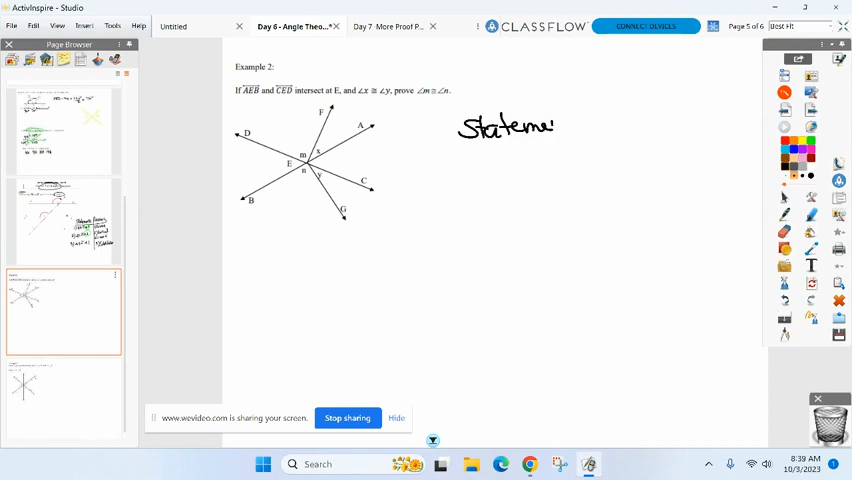 ActivInspire - Studio
File Edit View Insert Tools Help
Untitled
Day 6 - Angle Theo...*
Day 7 -More Proof P...
CLASSFLOW
CONNECT DEVICES
Page 5 of 6
Best Fit
Page Browser
Example 2:
If AEB and CED intersect at E, and ∠x ≅ ∠y, prove ∠m ≅ ∠n.
Stateme
F
A
D
m
x
E
n
y
C
B
G
www.wevideo.com is sharing your screen.
Stop sharing
Hide
Search
8:39 AM
10/3/2023